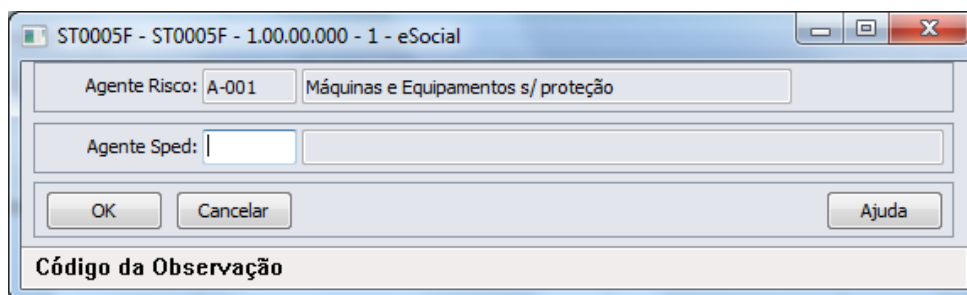 ST0005F - ST0005F - 1.00.00.000 - 1 - eSocial
Agente Risco: A-001 Máquinas e Equipamentos s/ proteção
Agente Sped:
OK Cancelar Ajuda
Código da Observação